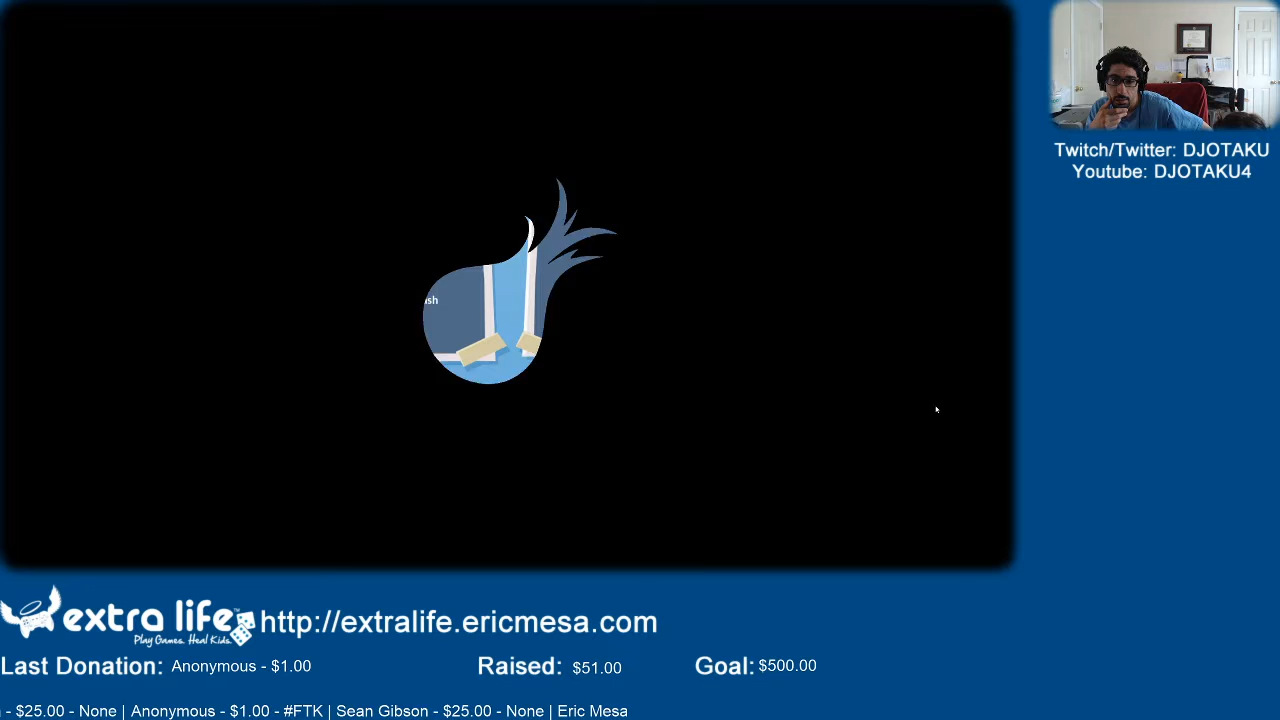 Twitch/Twitter: DJOTAKU
Youtube: DJOTAKU4
ash
extra life™
Play Games. Heal Kids.
http://extralife.ericmesa.com
Last Donation: Anonymous - $1.00
Raised: $51.00
Goal: $500.00
- $25.00 - None | Anonymous - $1.00 - #FTK | Sean Gibson - $25.00 - None | Eric Mesa